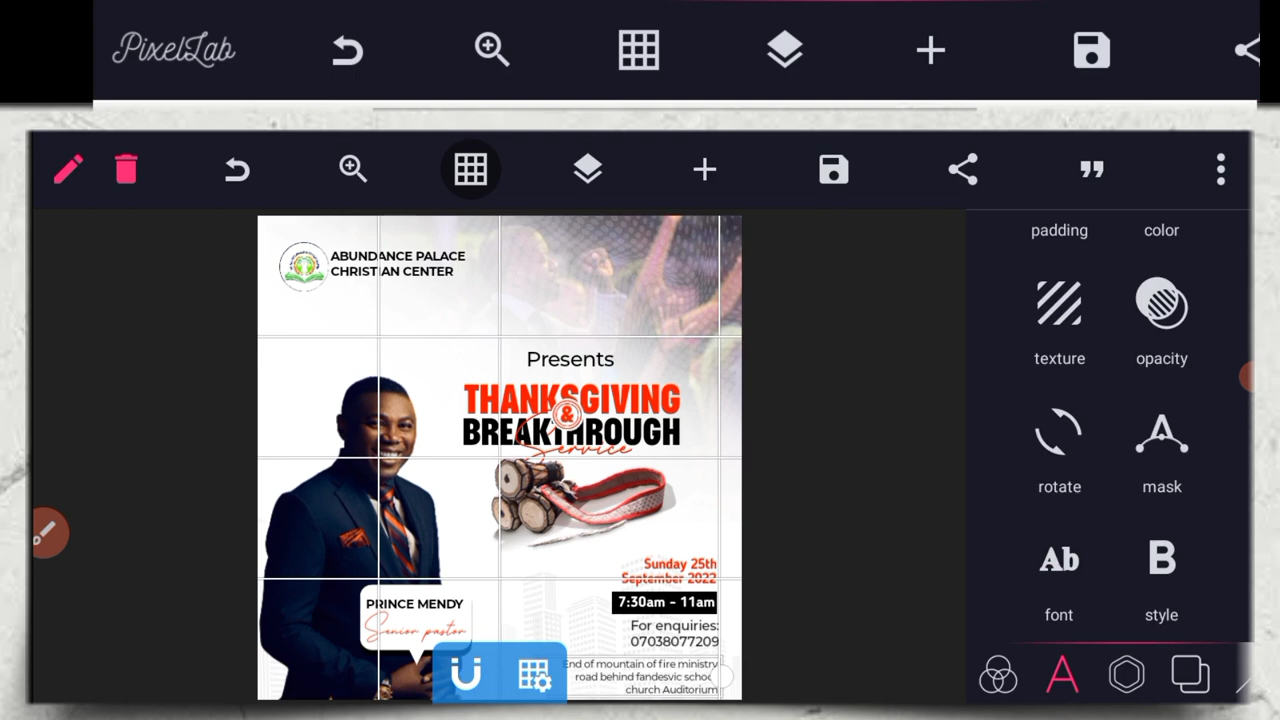 PixelLab
padding
color
ABUNDANCE PALACE
CHRISTIAN CENTER
texture
opacity
Presents
THANKSGIVING
&
BREAKTHROUGH
Service
rotate
mask
Ab
B
font
style
Sunday 25th
September 2022
7:30am - 11am
PRINCE MENDY
Senior pastor
For enquiries:
07038077209
End of mountain of fire ministry
road behind fandesvic
church Auditorium
A